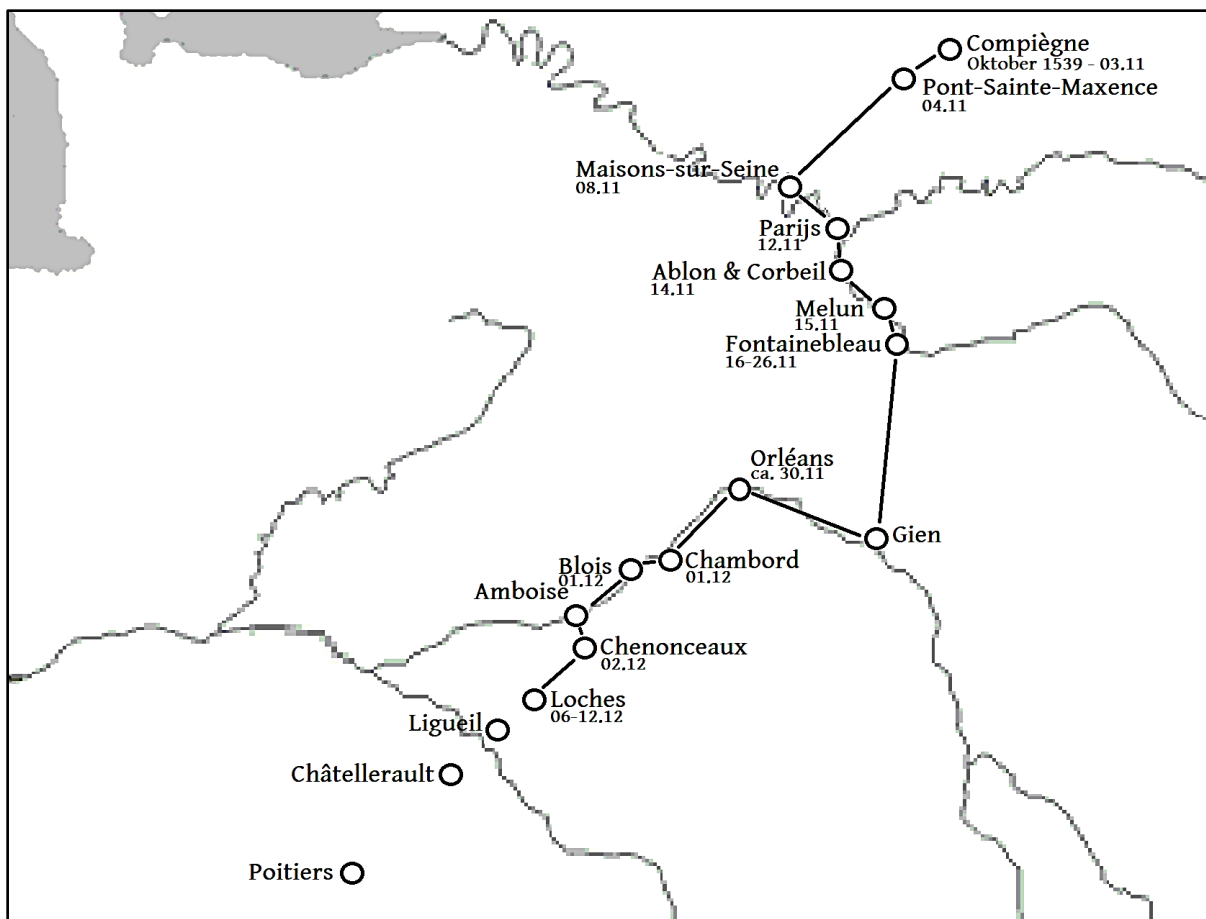 Compiègne
Oktober 1539 - 03.11
Pont-Sainte-Maxence
04.11
Maisons-sur-Seine
08.11
Parijs
12.11
Ablon & Corbeil
14.11
Melun
15.11
Fontainebleau
16-26.11
Orléans
ca. 30.11
Gien
Chambord
01.12
Blois
01.12
Amboise
Chenonceaux
02.12
Loches
06-12.12
Ligueil
Châtellerault
Poitiers